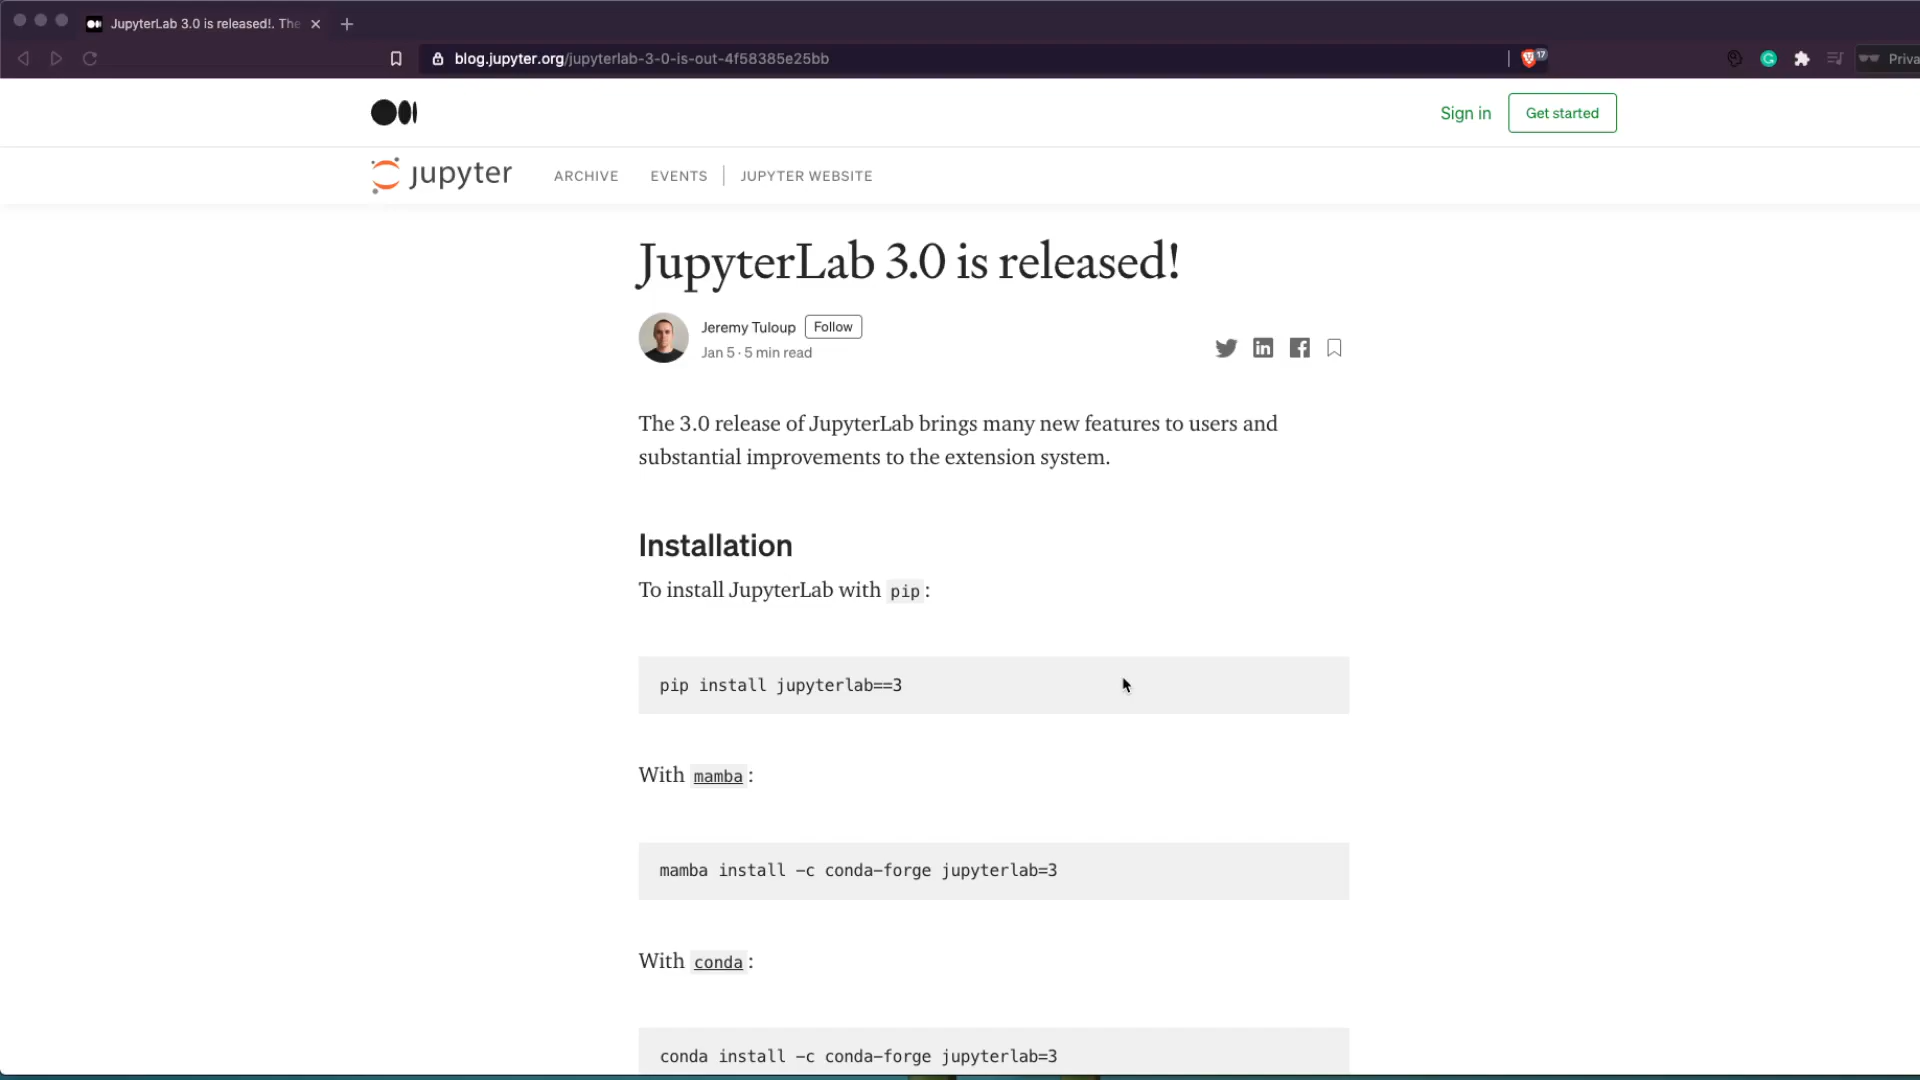 JupyterLab 3.0 is released!. The
blog.jupyter.org/jupyterlab-3-0-is-out-4f58385e25bb
17
Priva
Sign in
Get started
jupyter
ARCHIVE
EVENTS
JUPYTER WEBSITE
JupyterLab 3.0 is released!
Jeremy Tuloup
Follow
Jan 5 · 5 min read
The 3.0 release of JupyterLab brings many new features to users and
substantial improvements to the extension system.
Installation
To install JupyterLab with pip:
pip install jupyterlab==3
With mamba:
mamba install -c conda-forge jupyterlab=3
With conda:
conda install -c conda-forge jupyterlab=3